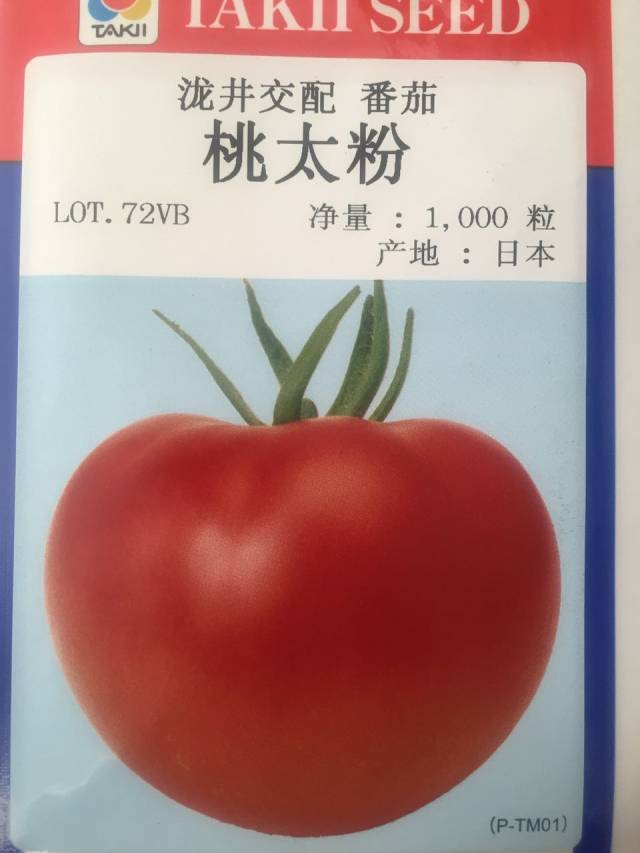 TAKII
TAKII SEED
泷井交配 番茄
桃太粉
LOT.72VB
净量 : 1,000 粒
产地 : 日本
(P-TM01)